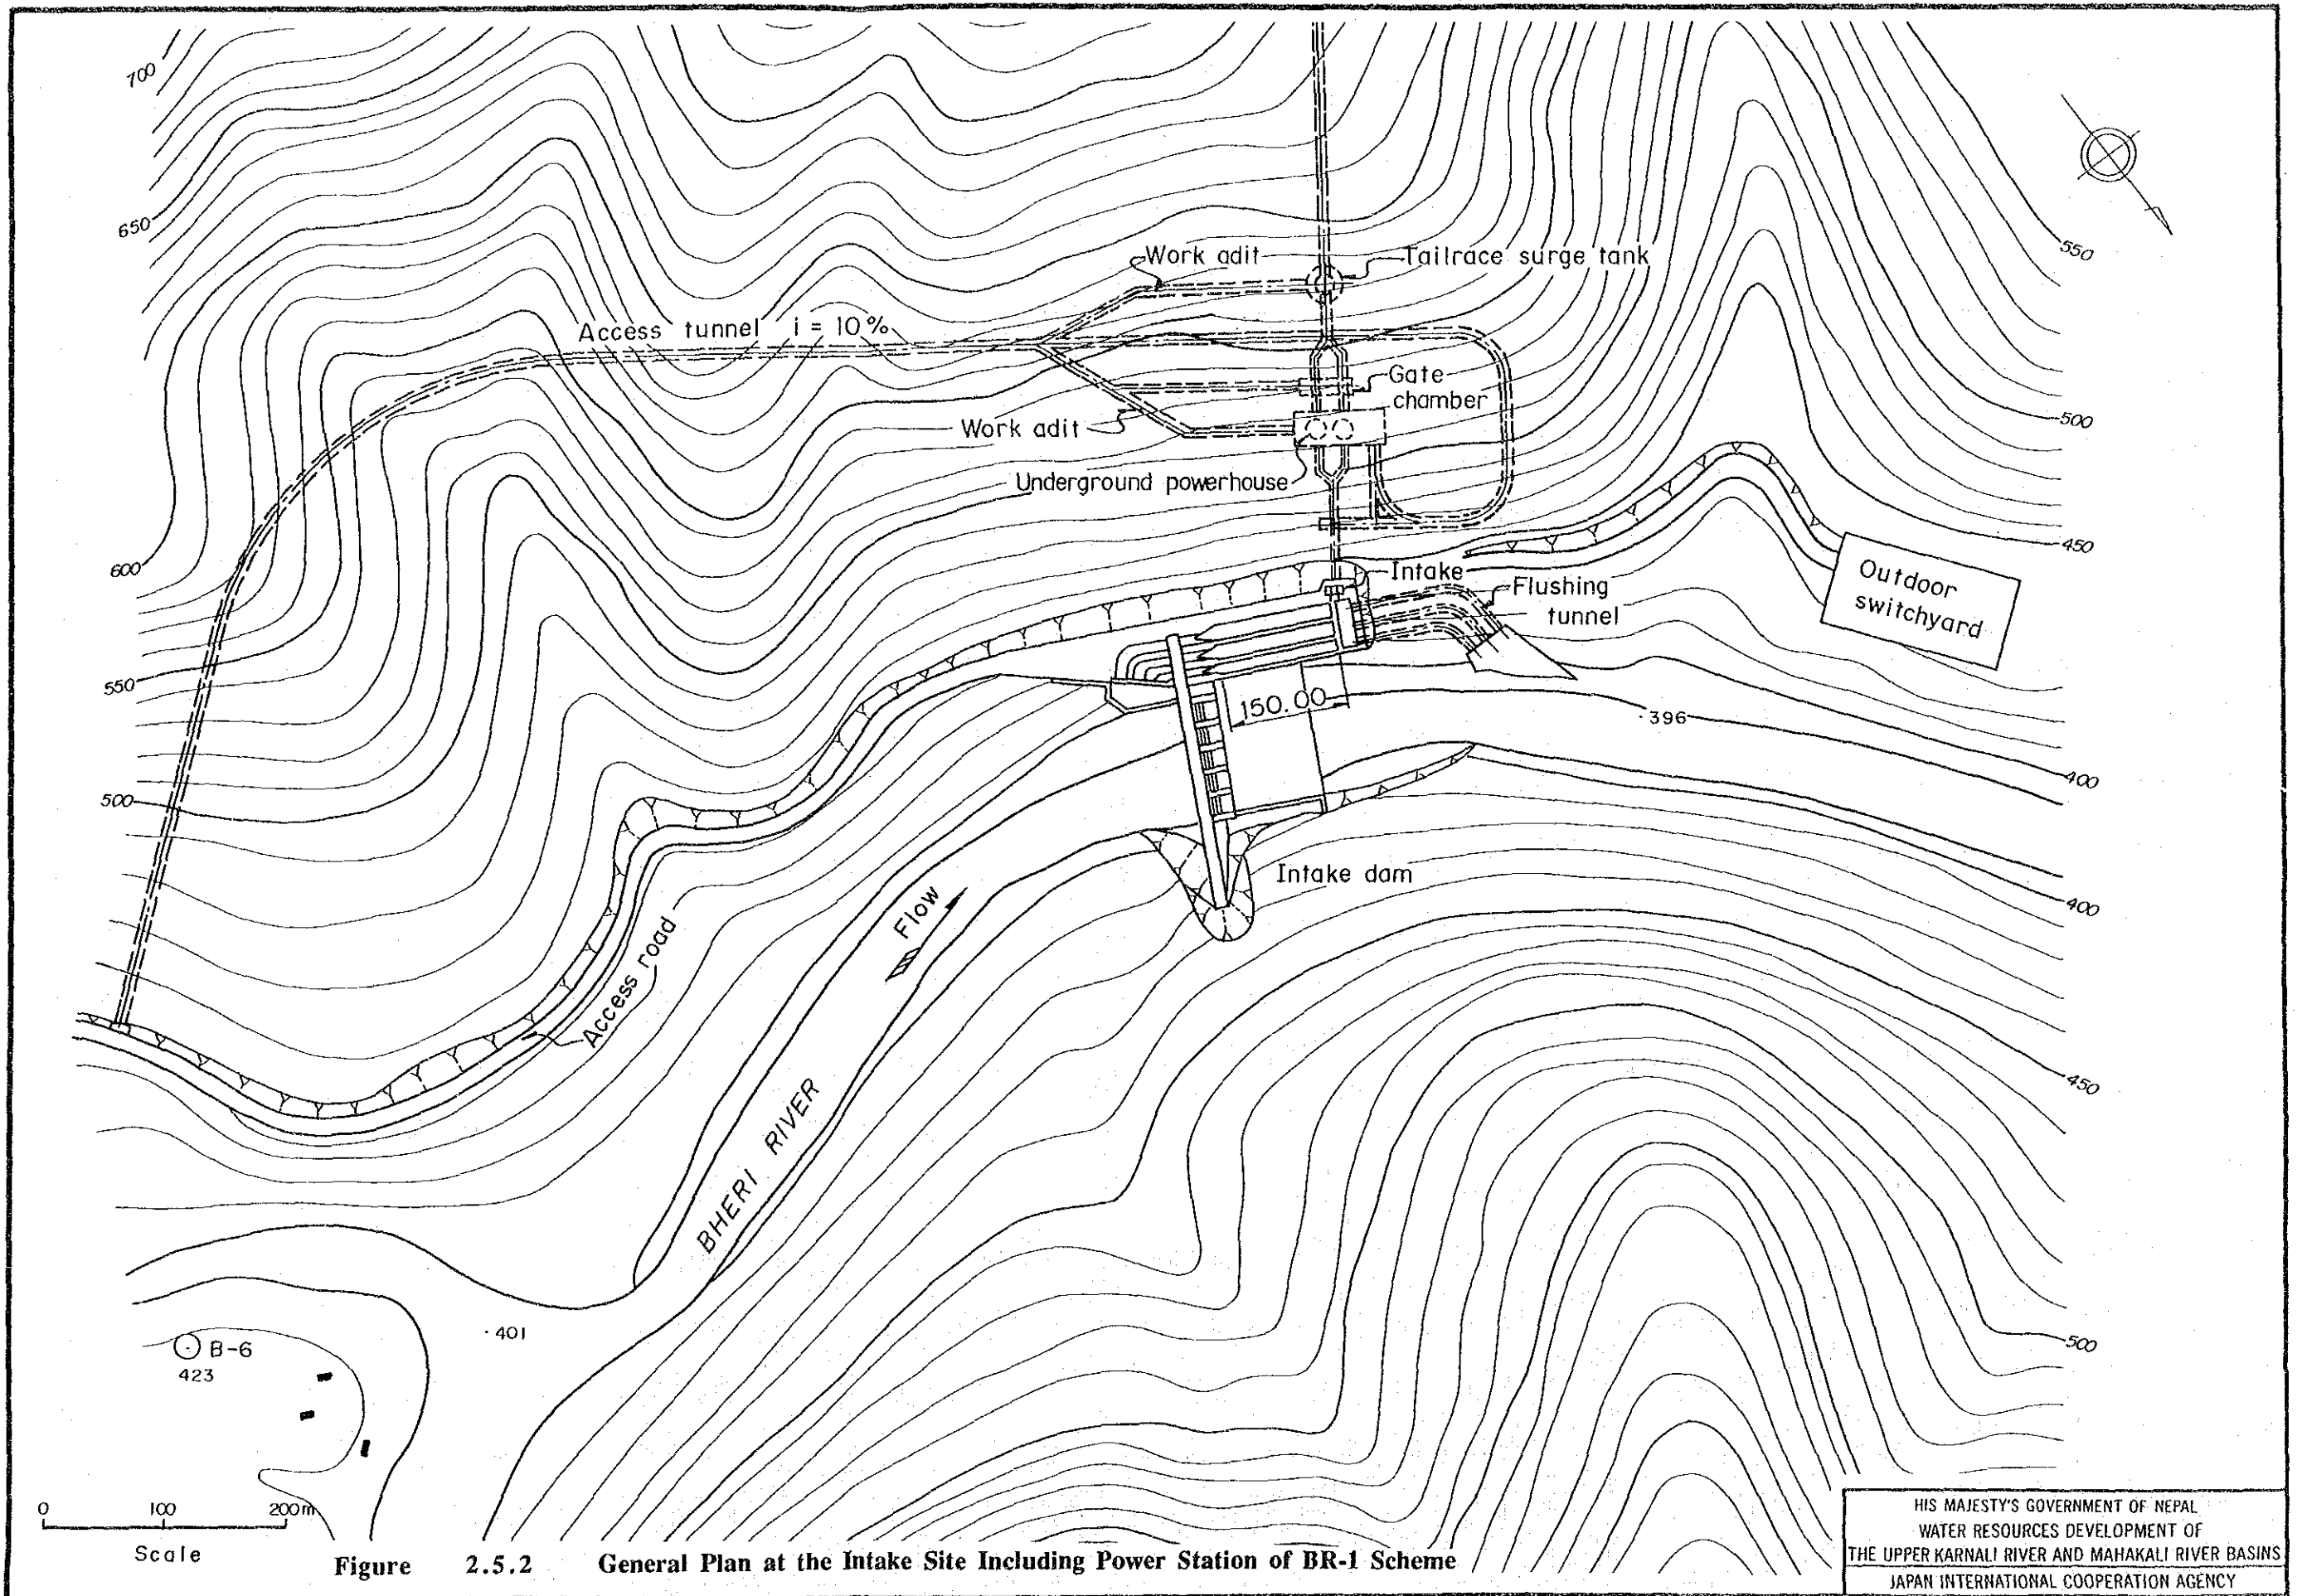 700
650
600
550
500
Work adit
Tailrace surge tank
Access tunnel i = 10%
Gate
chamber
Work adit
Underground powerhouse
Intake
Flushing
tunnel
Outdoor
switchyard
550
500
450
150.00
396
400
400
450
500
Intake dam
Flow
Access road
BHERI RIVER
401
B-6
423
0 100 200m
Scale
Figure 2.5.2 General Plan at the Intake Site Including Power Station of BR-1 Scheme
HIS MAJESTY'S GOVERNMENT OF NEPAL
WATER RESOURCES DEVELOPMENT OF
THE UPPER KARNALI RIVER AND MAHAKALI RIVER BASINS
JAPAN INTERNATIONAL COOPERATION AGENCY